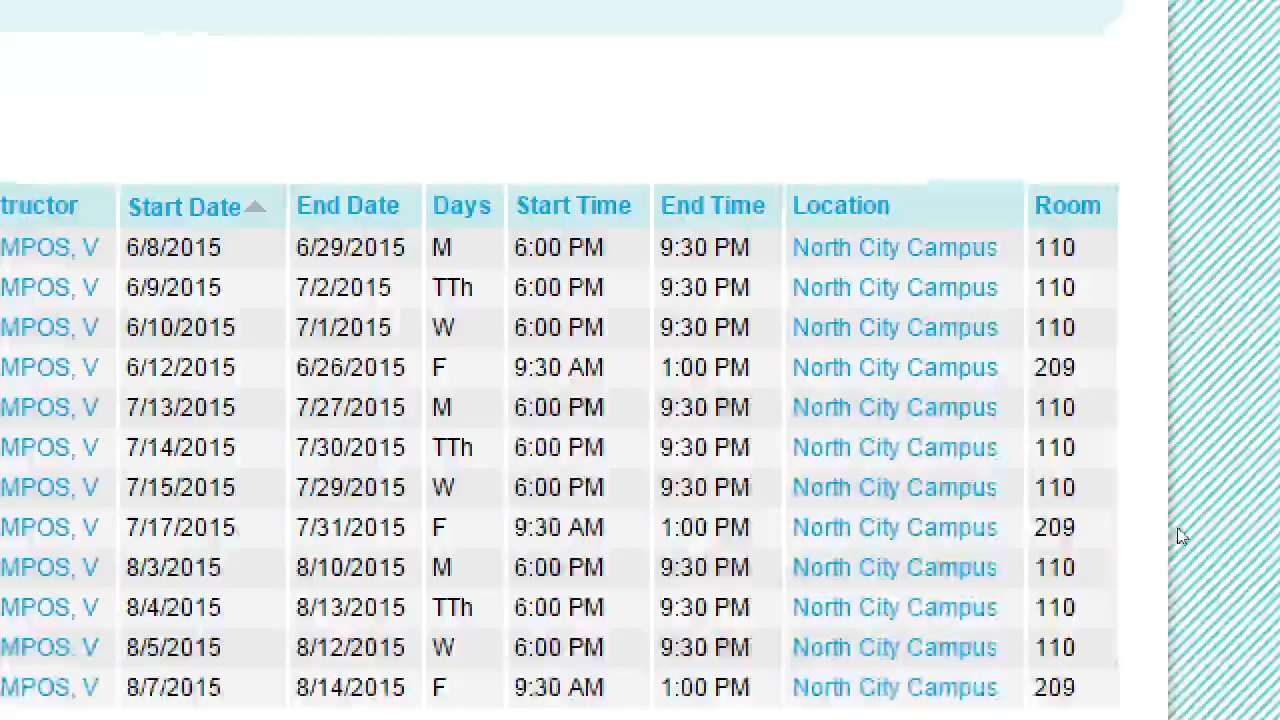 tructor Start Date End Date Days Start Time End Time Location Room
MPOS, V 6/8/2015 6/29/2015 M 6:00 PM 9:30 PM North City Campus 110
MPOS, V 6/9/2015 7/2/2015 TTh 6:00 PM 9:30 PM North City Campus 110
MPOS, V 6/10/2015 7/1/2015 W 6:00 PM 9:30 PM North City Campus 110
MPOS, V 6/12/2015 6/26/2015 F 9:30 AM 1:00 PM North City Campus 209
MPOS, V 7/13/2015 7/27/2015 M 6:00 PM 9:30 PM North City Campus 110
MPOS, V 7/14/2015 7/30/2015 TTh 6:00 PM 9:30 PM North City Campus 110
MPOS, V 7/15/2015 7/29/2015 W 6:00 PM 9:30 PM North City Campus 110
MPOS, V 7/17/2015 7/31/2015 F 9:30 AM 1:00 PM North City Campus 209
MPOS, V 8/3/2015 8/10/2015 M 6:00 PM 9:30 PM North City Campus 110
MPOS, V 8/4/2015 8/13/2015 TTh 6:00 PM 9:30 PM North City Campus 110
MPOS, V 8/5/2015 8/12/2015 W 6:00 PM 9:30 PM North City Campus 110
MPOS, V 8/7/2015 8/14/2015 F 9:30 AM 1:00 PM North City Campus 209